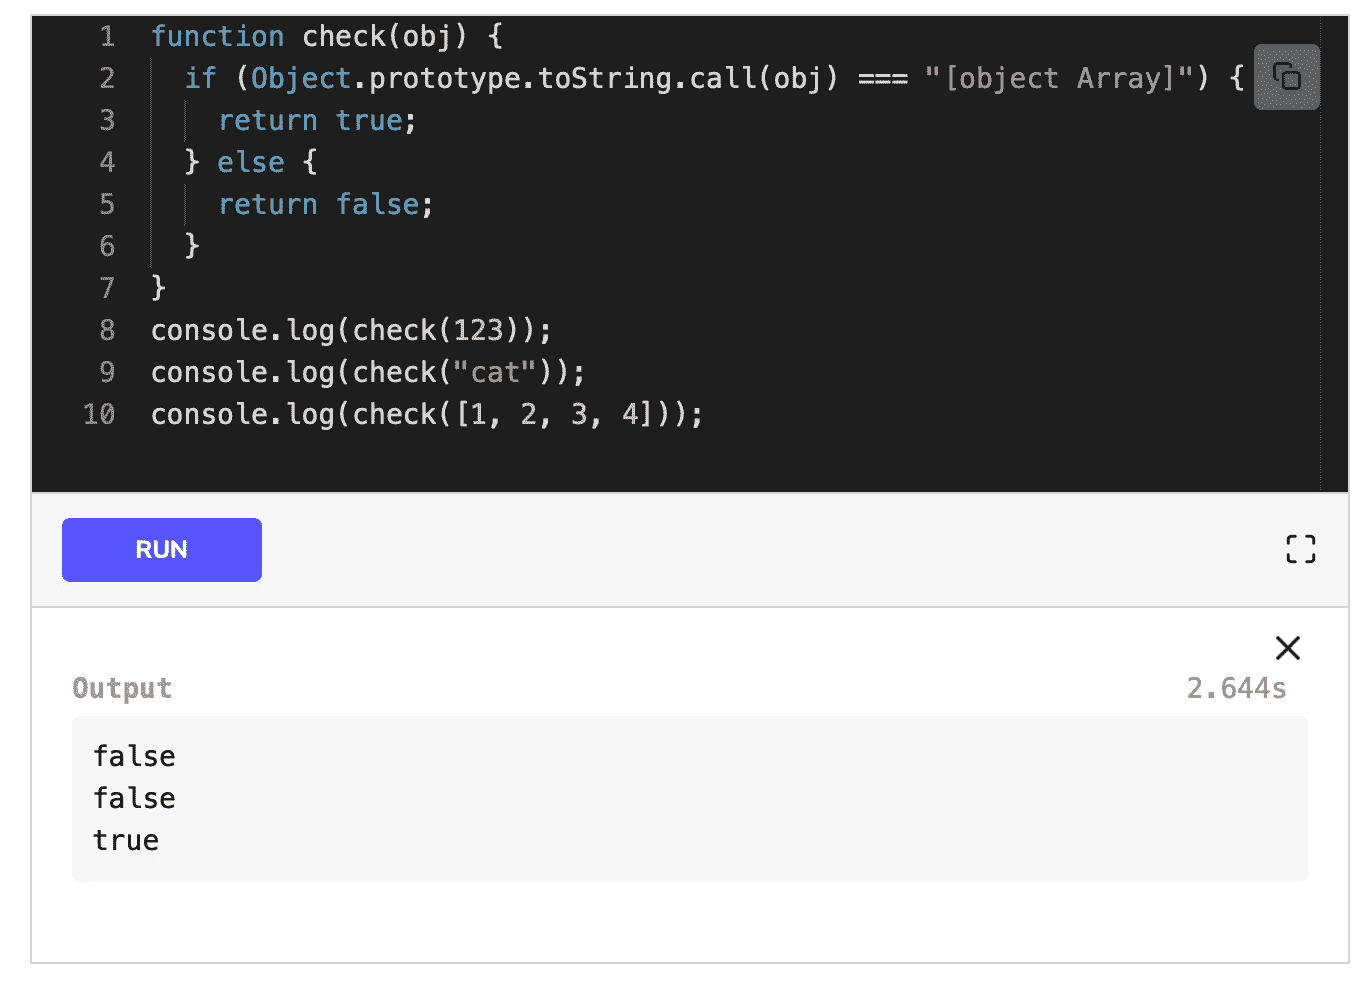 1 function check(obj) {
2 if (Object.prototype.toString.call(obj) === "[object Array]") {
3 return true;
4 } else {
5 return false;
6 }
7 }
8 console.log(check(123));
9 console.log(check("cat"));
10 console.log(check([1, 2, 3, 4]));
RUN
Output 2.644s
false
false
true